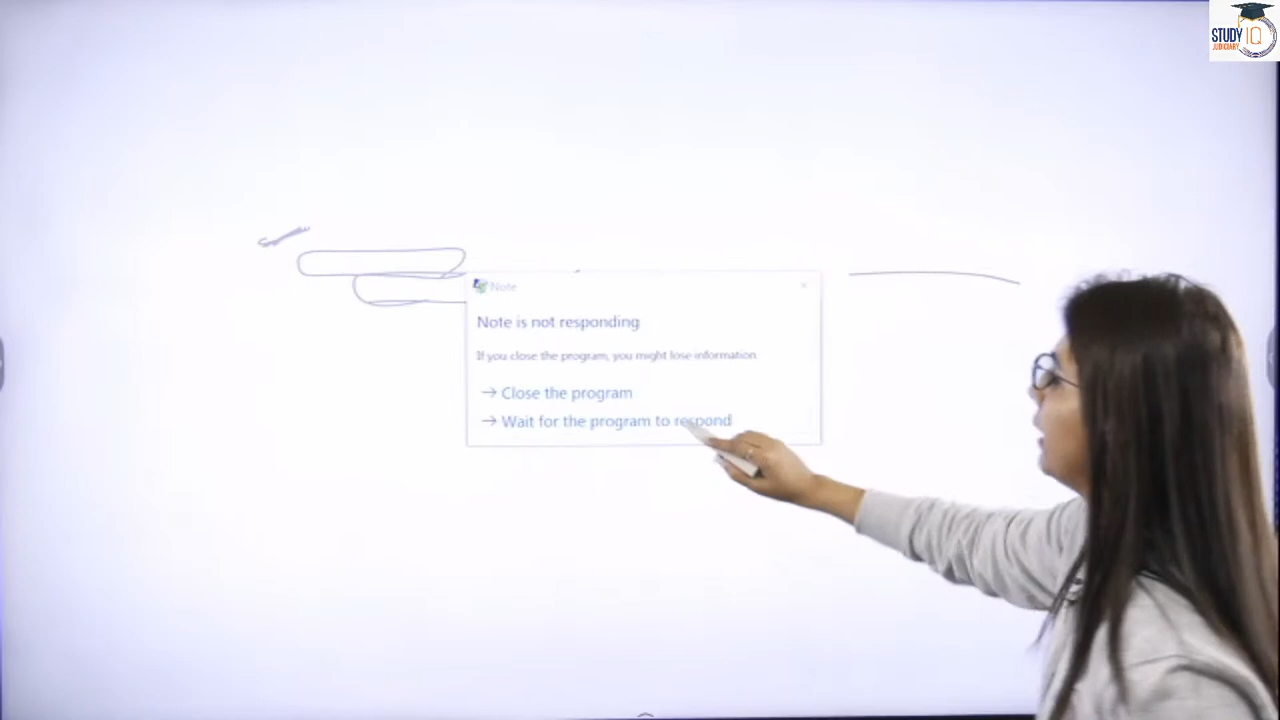 STUDY IQ
JUDICIARY
Note
Note is not responding
If you close the program, you might lose information
→ Close the program
→ Wait for the program to respond